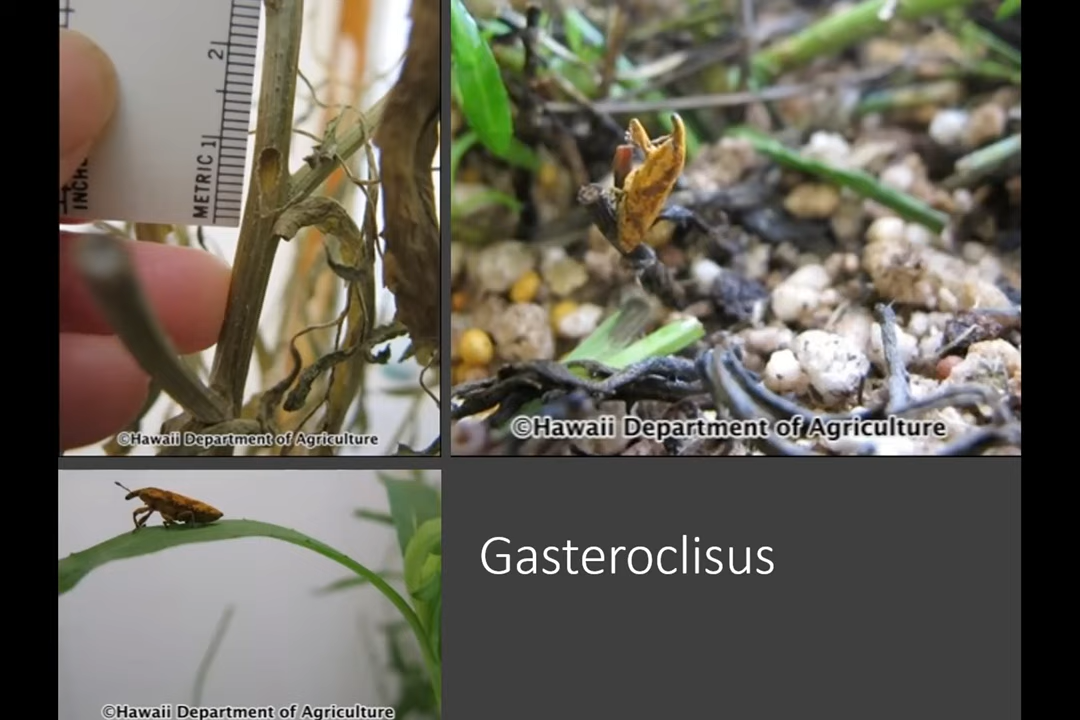 2
INCH
METRIC 1
©Hawaii Department of Agriculture
©Hawaii Department of Agriculture
Gasteroclisus
©Hawaii Department of Agriculture